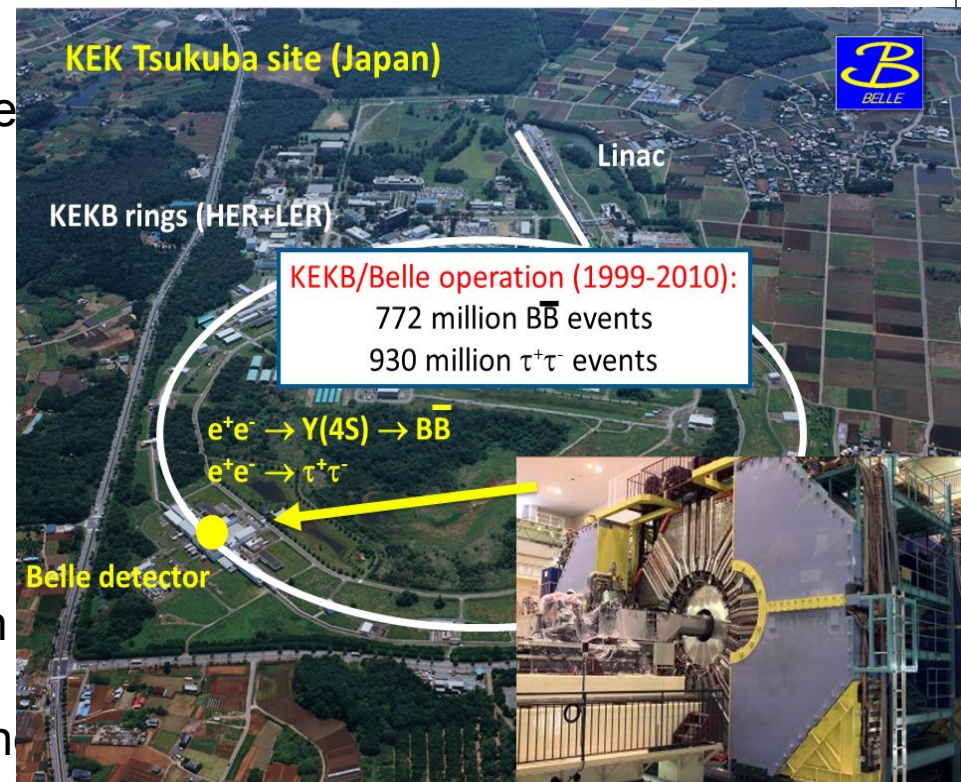 KEK Tsukuba site (Japan)
B
BELLE
e
Linac
KEKB rings (HER+LER)
KEKB/Belle operation (1999-2010):
772 million BB̅ events
930 million τ⁺τ⁻ events
e⁺e⁻ → Y(4S) → BB̅
e⁺e⁻ → τ⁺τ⁻
Belle detector
n